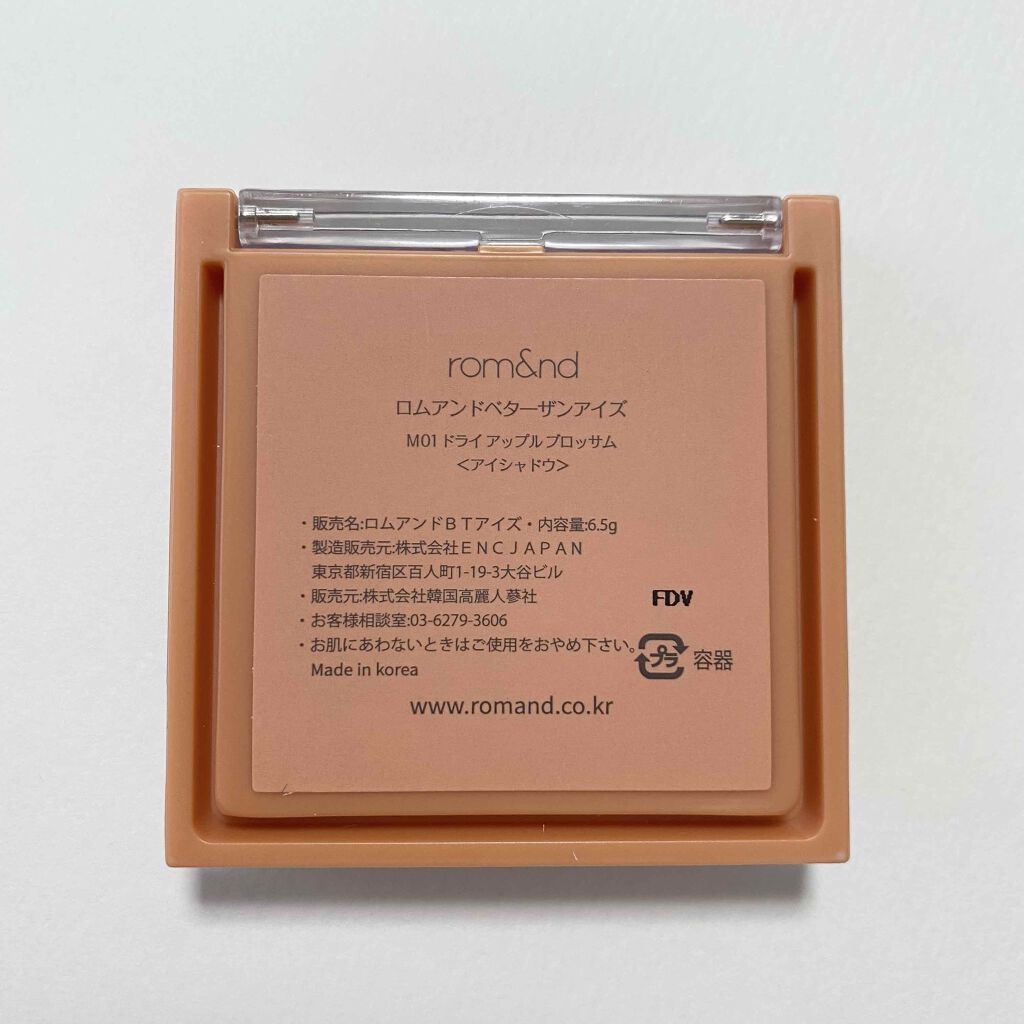 rom&nd
ロムアンドベターザンアイズ
M01 ドライ アップル ブロッサム
<アイシャドウ>
・販売名:ロムアンドＢＴアイズ・内容量:6.5g
・製造販売元:株式会社ＥＮＣＪＡＰＡＮ
東京都新宿区百人町1-19-3大谷ビル
・販売元:株式会社韓国高麗人蔘社
FDV
・お客様相談室:03-6279-3606
・お肌にあわないときはご使用をおやめ下さい。
プラ 容器
Made in korea
www.romand.co.kr